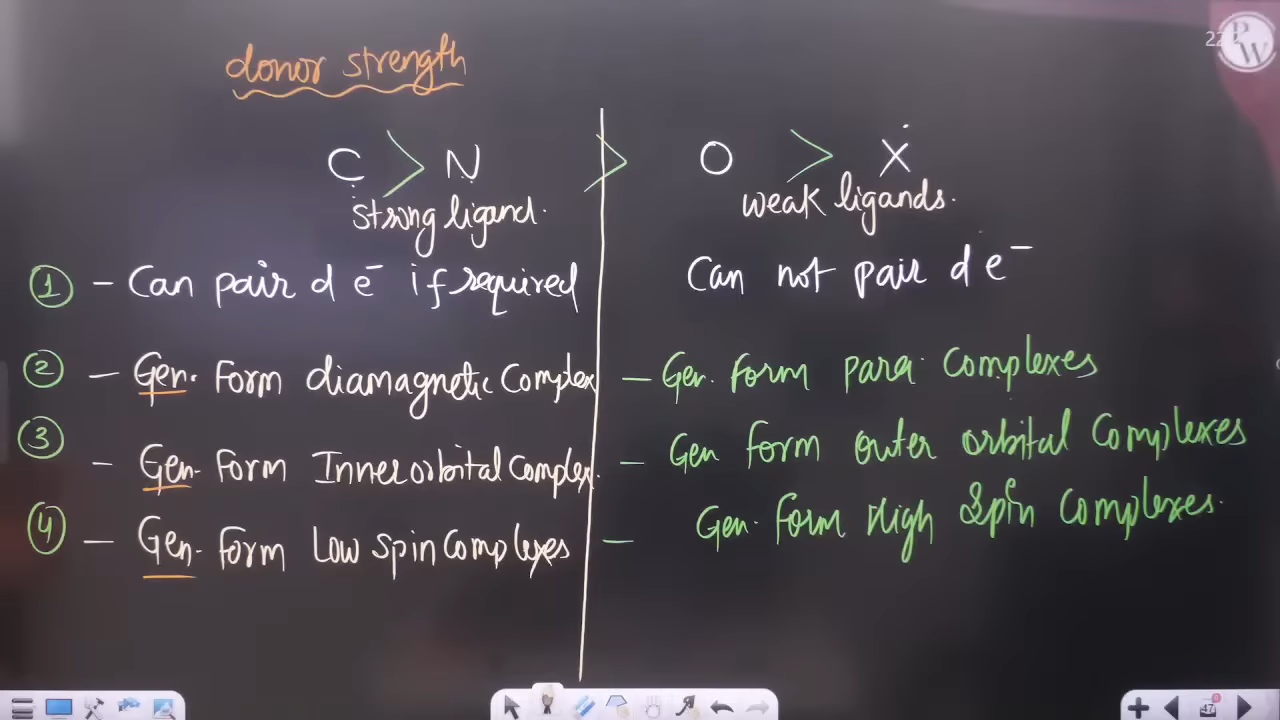 donor strength
C > N > O > X
strong ligand. weak ligands.
① - Can pair d e⁻ if required Can not pair d e⁻
② - Gen. Form diamagnetic Complex - Gen. form para Complexes
③ - Gen. Form Inner orbital Complex. - Gen form outer orbital Complexes
④ - Gen. form Low spin Complexes - Gen. form High Spin Complexes.
PW
47